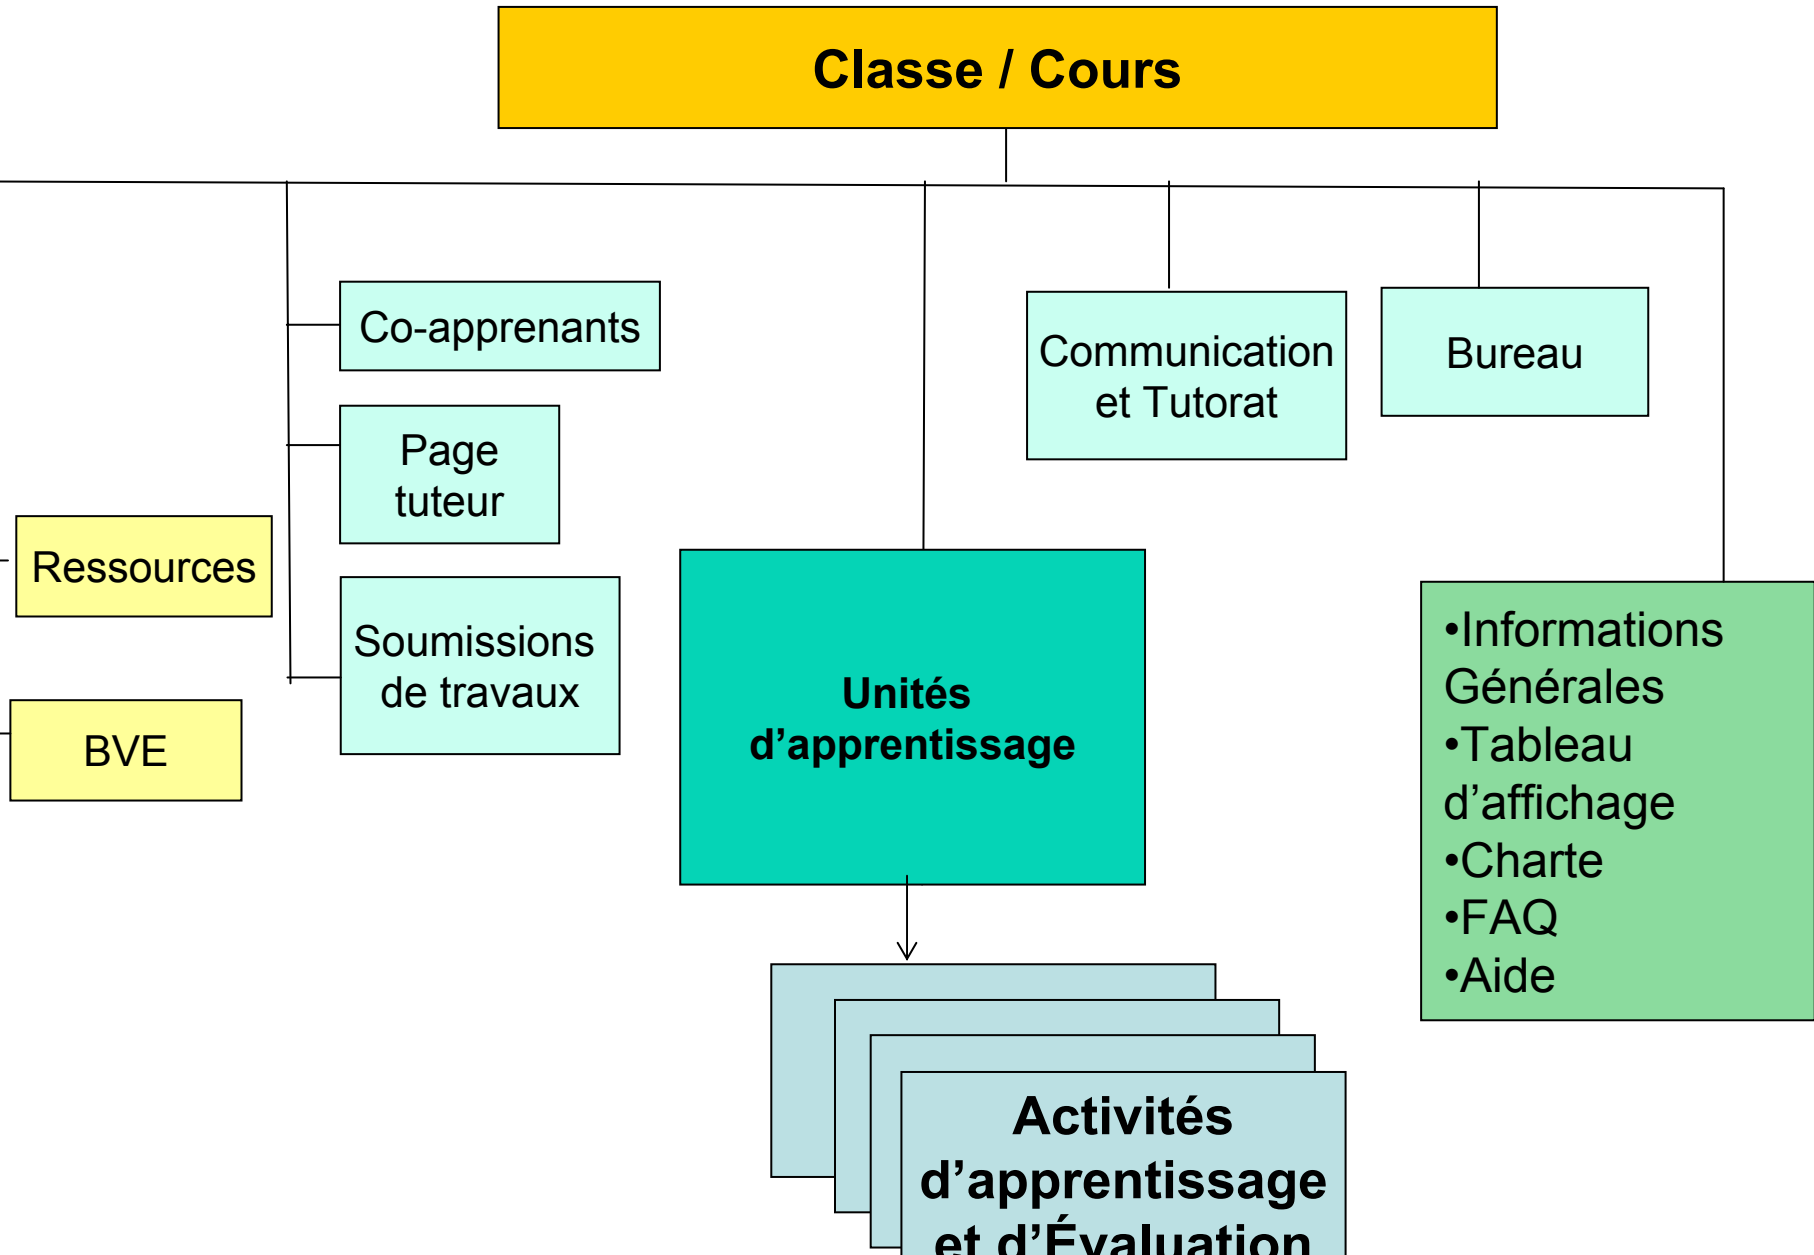 Classe / Cours
Co-apprenants
Communication
et Tutorat
Bureau
Page
tuteur
Ressources
Soumissions
de travaux
BVE
Unités
d’apprentissage
•Informations
Générales
•Tableau
d’affichage
•Charte
•FAQ
•Aide
Activités
d’apprentissage
et d’Évaluation